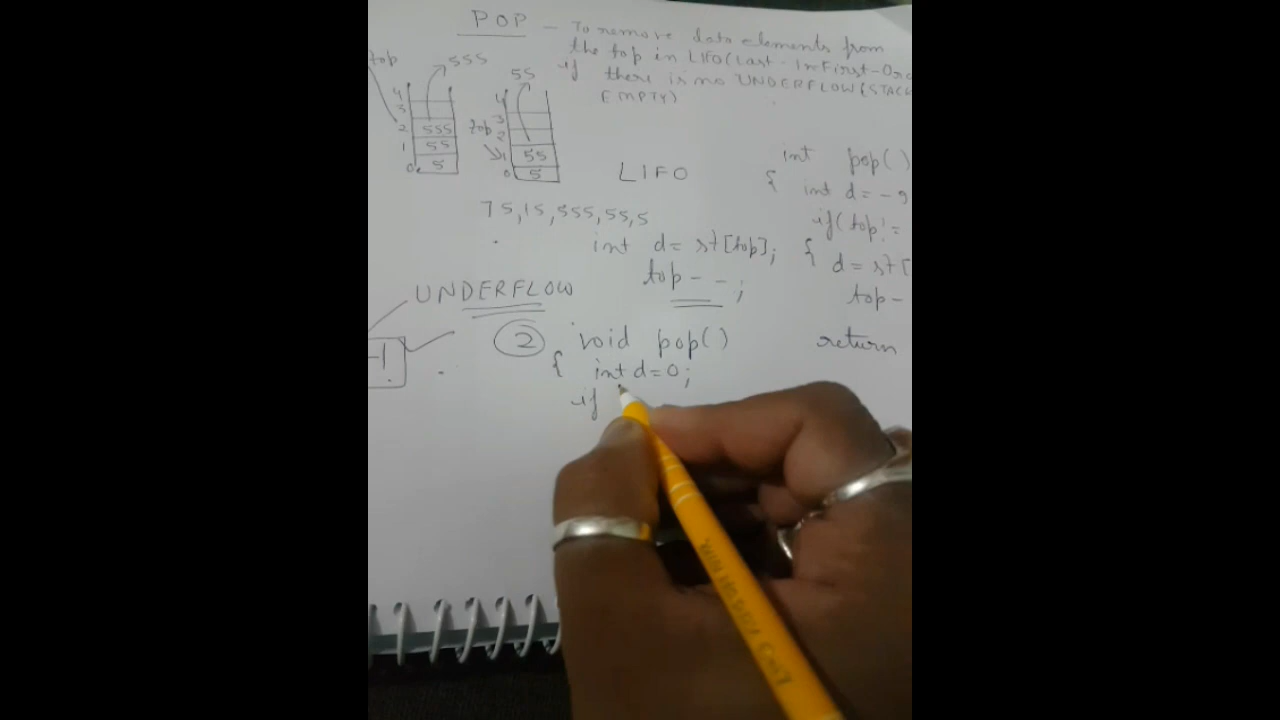 POP - To remove data elements from
the top in LIFO(Last-InFirst-O
if there is no UNDERFLOW(STACK
EMPTY)
top
555
55
4
3
2 555
1 55
0 5
4
3
top 2
1 55
0 5
LIFO
75,15,555,55,5
int d= st[top];
top--;
UNDERFLOW
-1
2 void pop()
{ int d=0;
if
int pop()
{ int d=-9
if(top!=
{ d=st[
top-
return